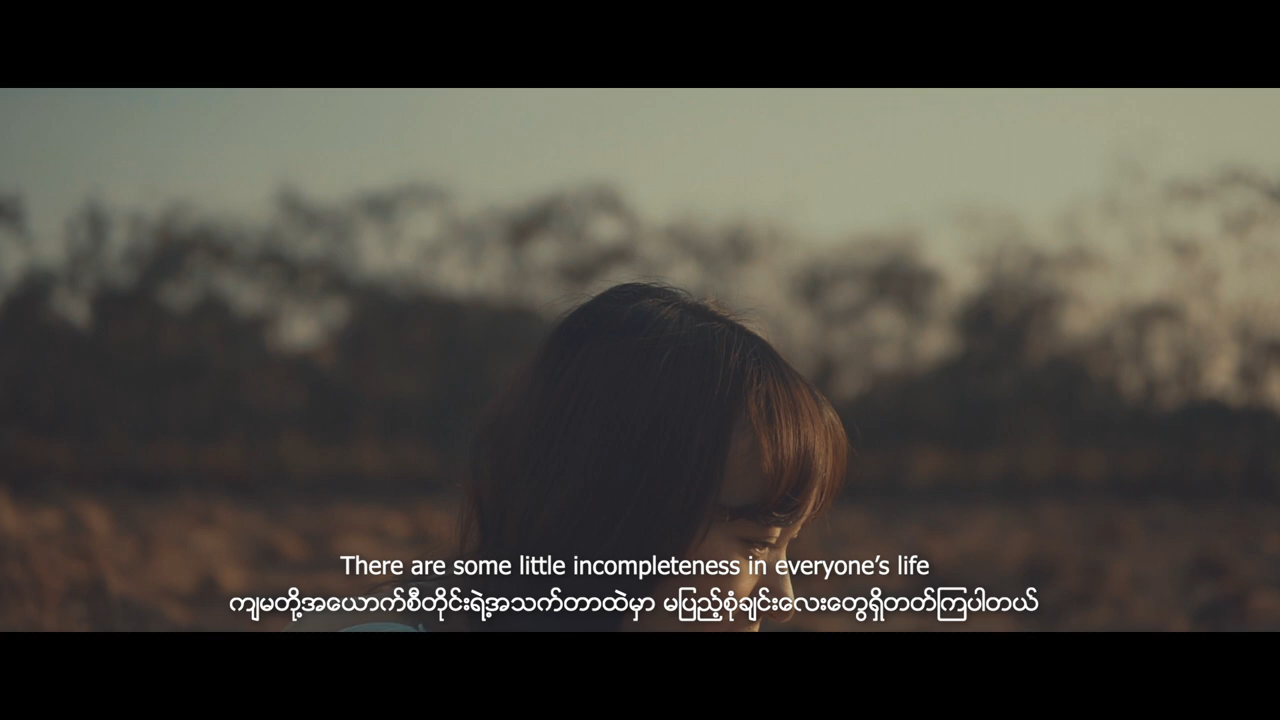 There are some little incompleteness in everyone’s life
ကျမတို့အယောက်စီတိုင်းရဲ့အသက်တာထဲမှာ မပြည့်စုံချင်းလေးတွေရှိတတ်ကြပါတယ်